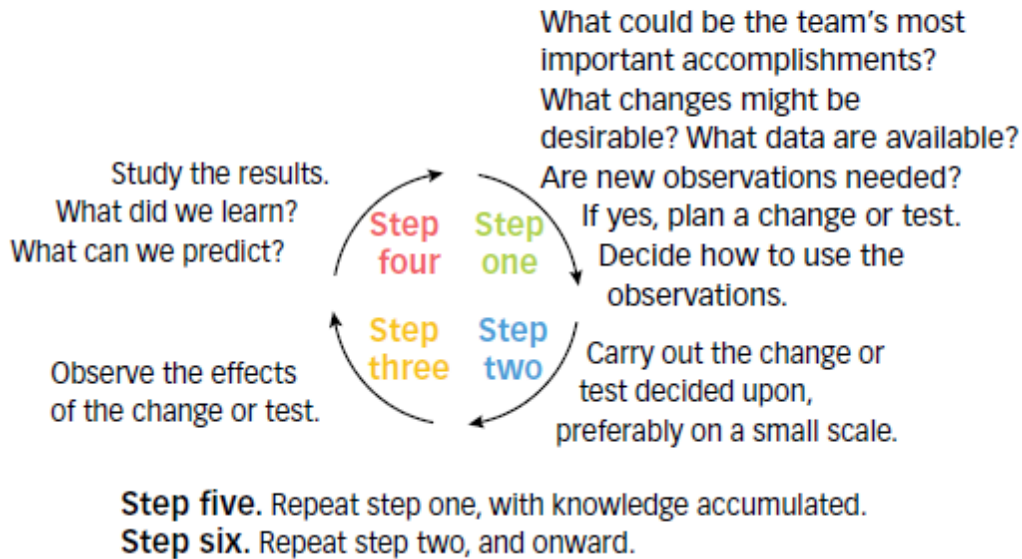 What could be the team's most
important accomplishments?
What changes might be
desirable? What data are available?
Are new observations needed?
If yes, plan a change or test.
Decide how to use the
observations.
Step
one
Step
two
Carry out the change or
test decided upon,
preferably on a small scale.
Step
three
Observe the effects
of the change or test.
Step
four
Study the results.
What did we learn?
What can we predict?
Step five. Repeat step one, with knowledge accumulated.
Step six. Repeat step two, and onward.